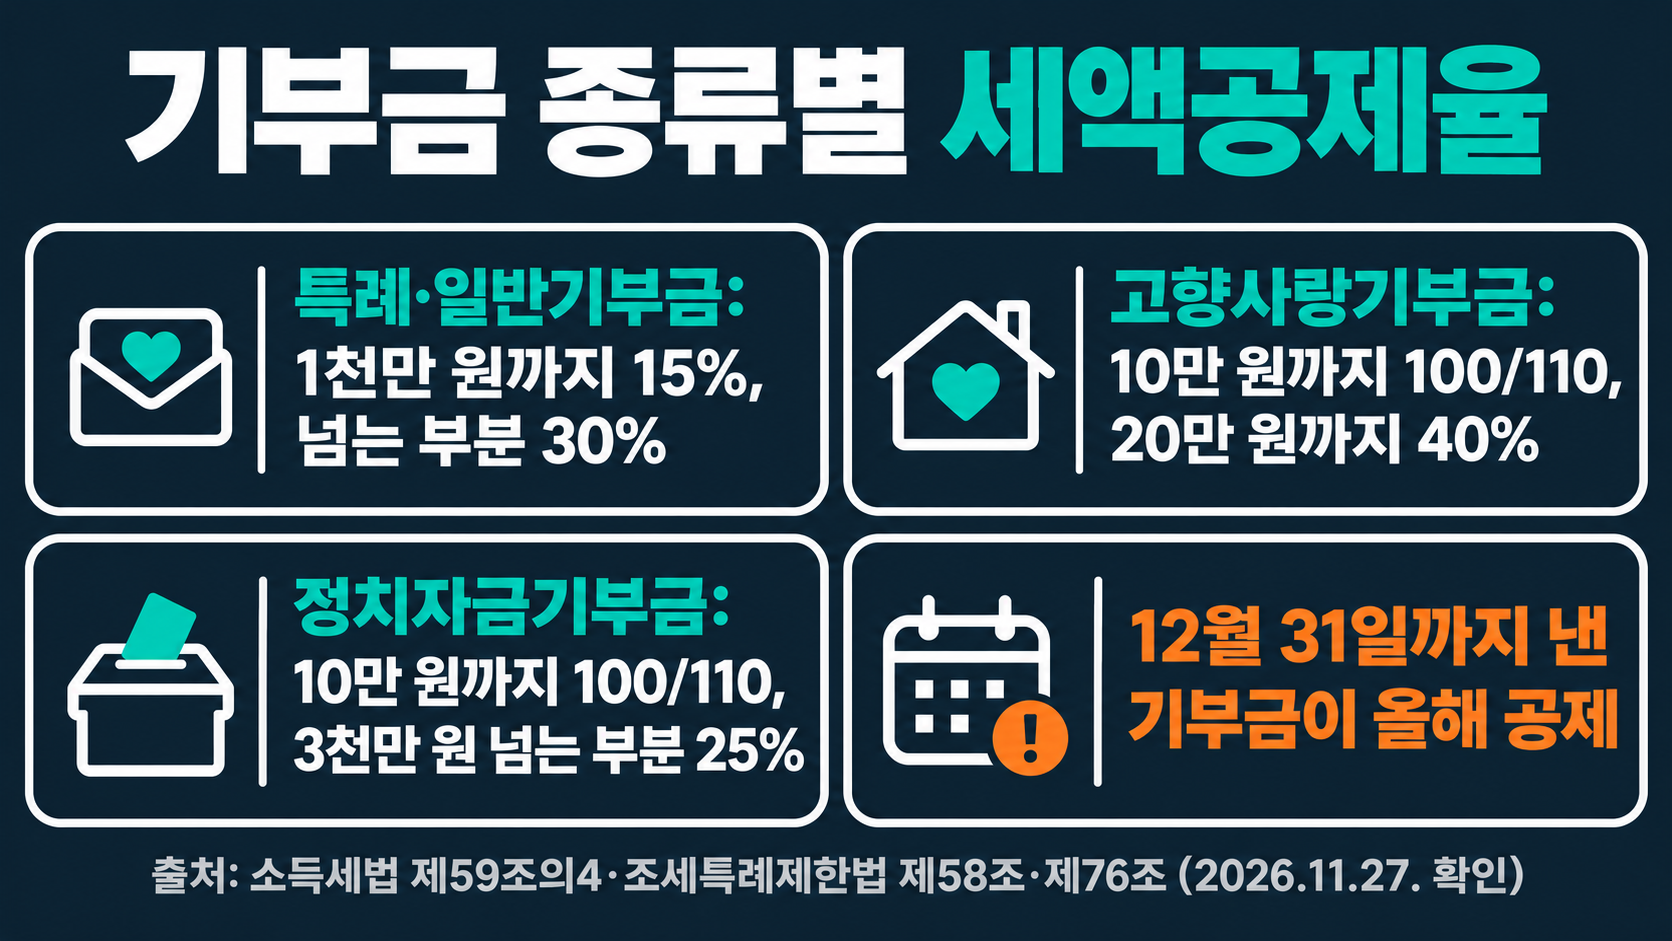 기부금 종류별 세액공제율
특례·일반기부금:
1천만 원까지 15%,
넘는 부분 30%
고향사랑기부금:
10만 원까지 100/110,
20만 원까지 40%
정치자금기부금:
10만 원까지 100/110,
3천만 원 넘는 부분 25%
12월 31일까지 낸
기부금이 올해 공제
출처: 소득세법 제59조의4·조세특례제한법 제58조·제76조 (2026.11.27. 확인)